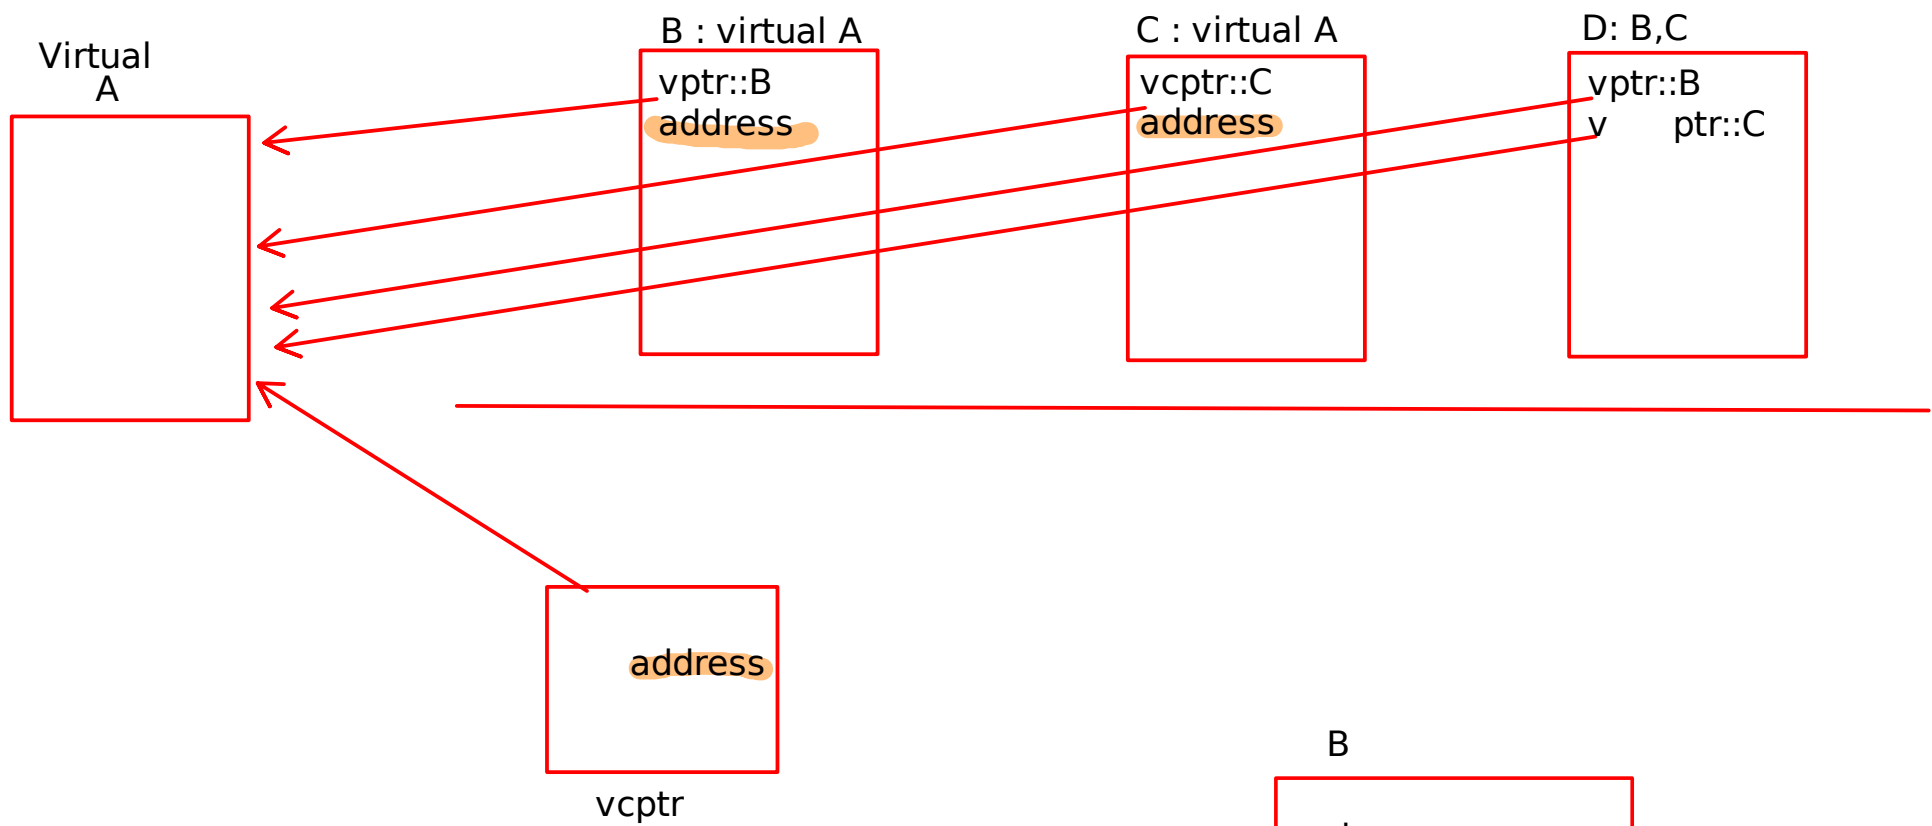 Virtual
A
B : virtual A
vptr::B
address
C : virtual A
vcptr::C
address
D: B,C
vptr::B
v ptr::C
address
vcptr
B